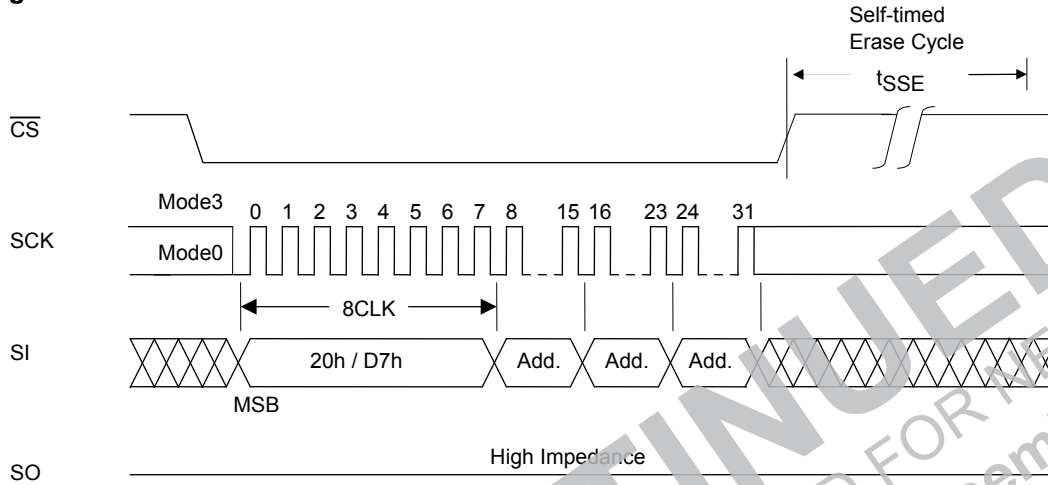 Self-timed
Erase Cycle
tSSE
CS
Mode3
0 1 2 3 4 5 6 7 8 15 16 23 24 31
SCK
Mode0
8CLK
SI
20h / D7h
Add.
Add.
Add.
MSB
High Impedance
SO